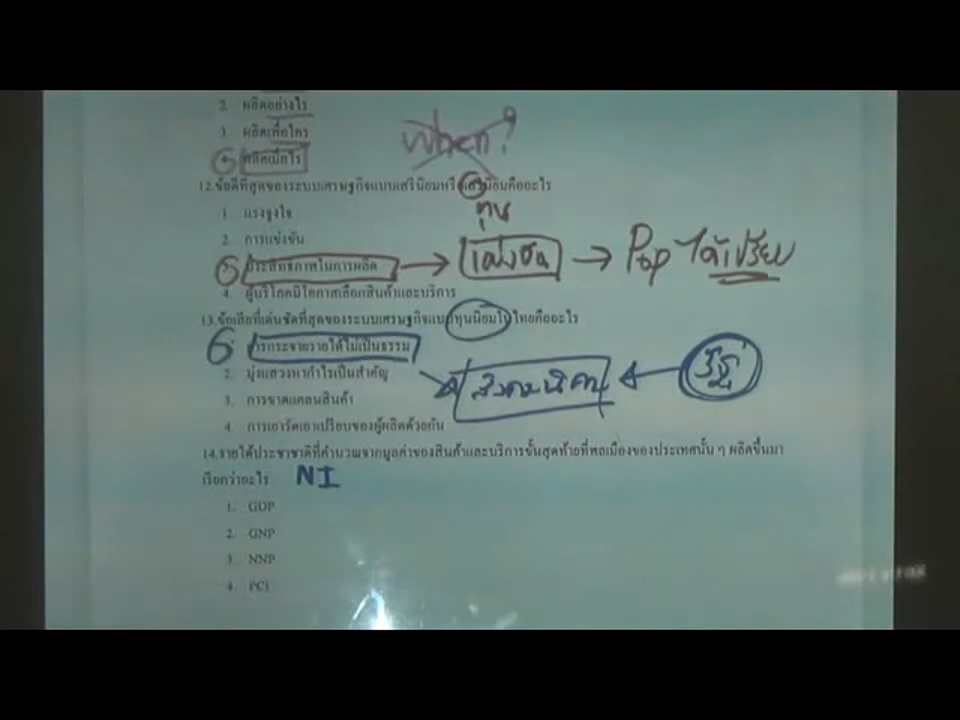 2. ผลิตอย่างไร
3. ผลิตเพื่อใคร
4. ผลิตเมื่อไร
When?
12.ข้อดีที่สุดของระบบเศรษฐกิจแบบเสรีนิยมหรือเสรีนิยมคืออะไร
ทุน
1. แรงจูงใจ
2. การแข่งขัน
3. ประสิทธิภาพในการผลิต → แข่งขัน → Pop ได้เปรียบ
4. ผู้บริโภคมีโอกาสเลือกสินค้าและบริการ
13.ข้อเสียที่เด่นชัดที่สุดของระบบเศรษฐกิจแบบทุนนิยมในไทยคืออะไร
การกระจายรายได้ไม่เป็นธรรม
2. มุ่งแสวงหากำไรเป็นสำคัญ สังคมนิยม รัฐ
3. การขาดแคลนสินค้า
4. การเอารัดเอาเปรียบของผู้ผลิตด้วยกัน
14.รายได้ประชาชาติที่คำนวณจากมูลค่าของสินค้าและบริการขั้นสุดท้ายที่พลเมืองของประเทศนั้น ๆ ผลิตขึ้นมา
เรียกว่าอะไร NI
1. GDP
2. GNP
3. NNP
4. PCI